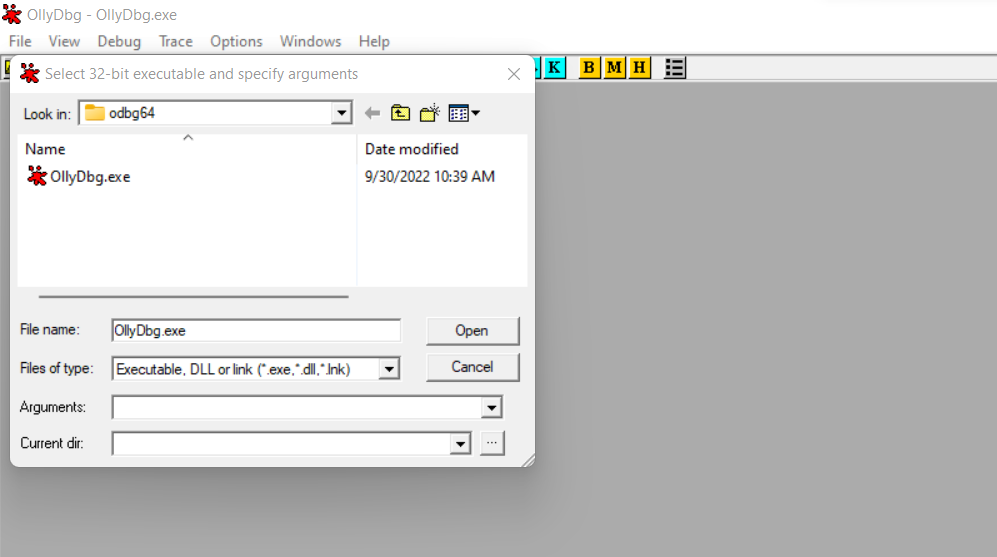 OllyDbg - OllyDbg.exe
File View Debug Trace Options Windows Help
Select 32-bit executable and specify arguments
K B M H
Look in: odbg64
Name Date modified
OllyDbg.exe 9/30/2022 10:39 AM
File name: OllyDbg.exe Open
Files of type: Executable, DLL or link (*.exe,*.dll,*.lnk) Cancel
Arguments:
Current dir: ...